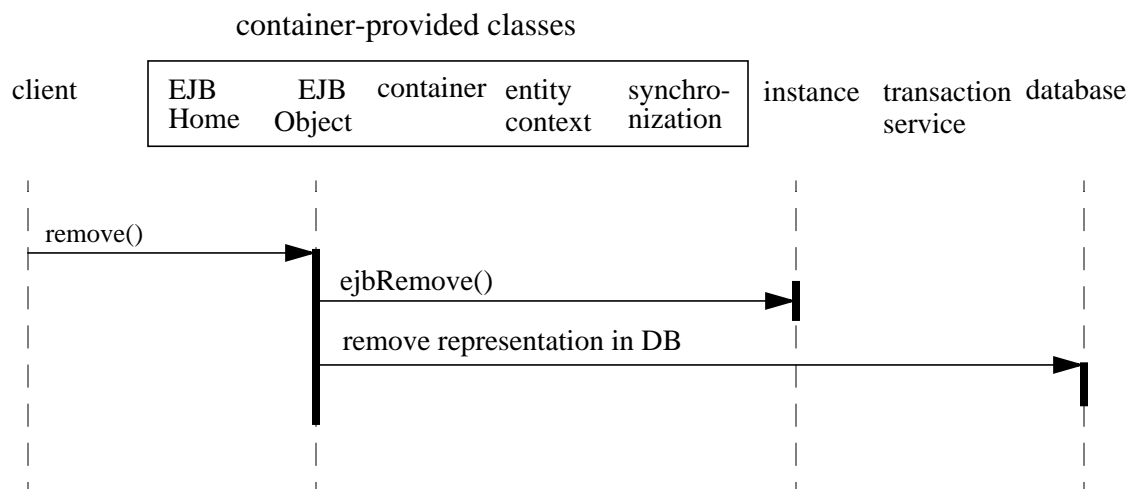 container-provided classes
client EJB EJB container entity synchro- instance transaction database
Home Object context nization service
remove()
ejbRemove()
remove representation in DB